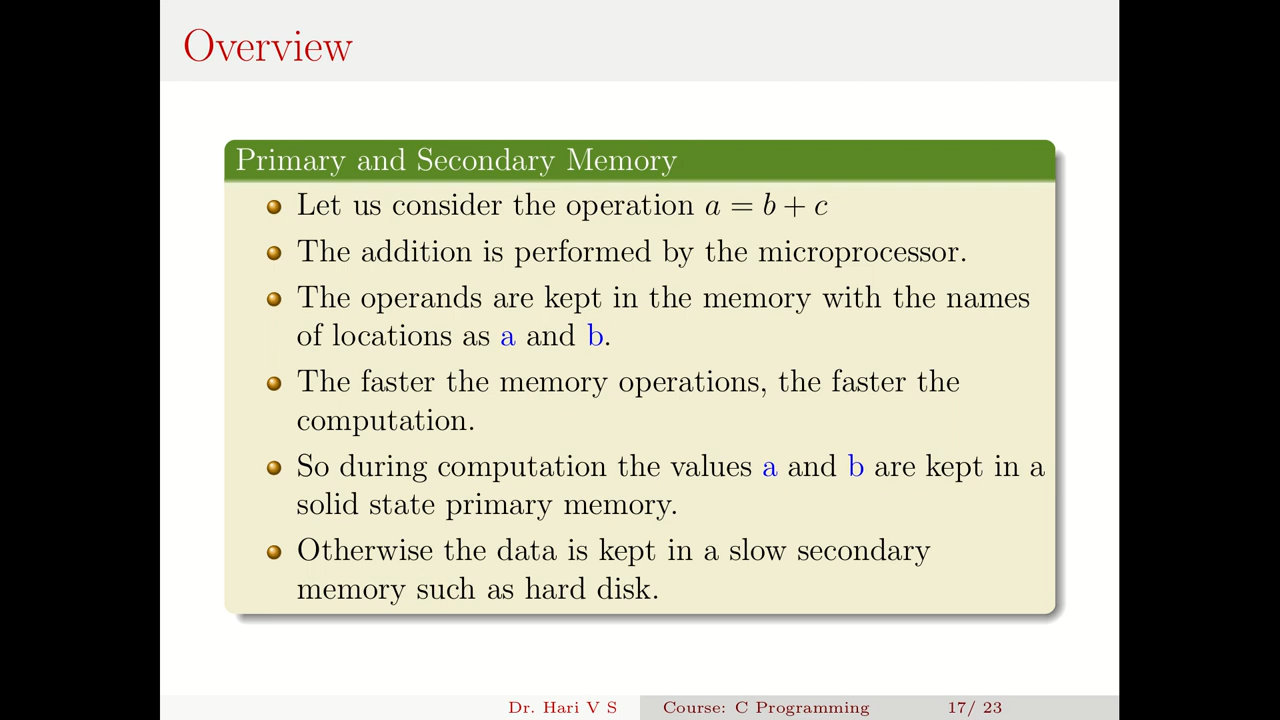 Overview
Primary and Secondary Memory
Let us consider the operation a = b + c
The addition is performed by the microprocessor.
The operands are kept in the memory with the names
of locations as a and b.
The faster the memory operations, the faster the
computation.
So during computation the values a and b are kept in a
solid state primary memory.
Otherwise the data is kept in a slow secondary
memory such as hard disk.
Dr. Hari V S Course: C Programming 17/ 23